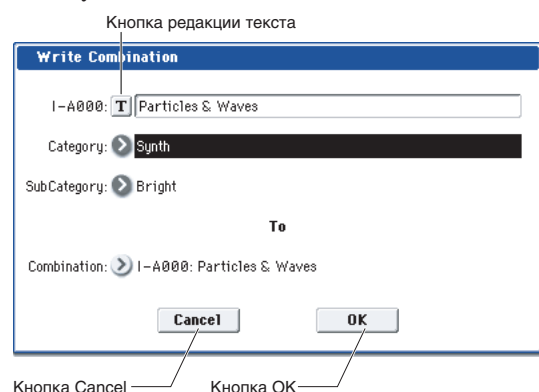 Кнопка редакции текста
Write Combination
I-A000: T Particles & Waves
Category: Synth
SubCategory: Bright
To
Combination: I-A000: Particles & Waves
Cancel OK
Кнопка Cancel Кнопка OK